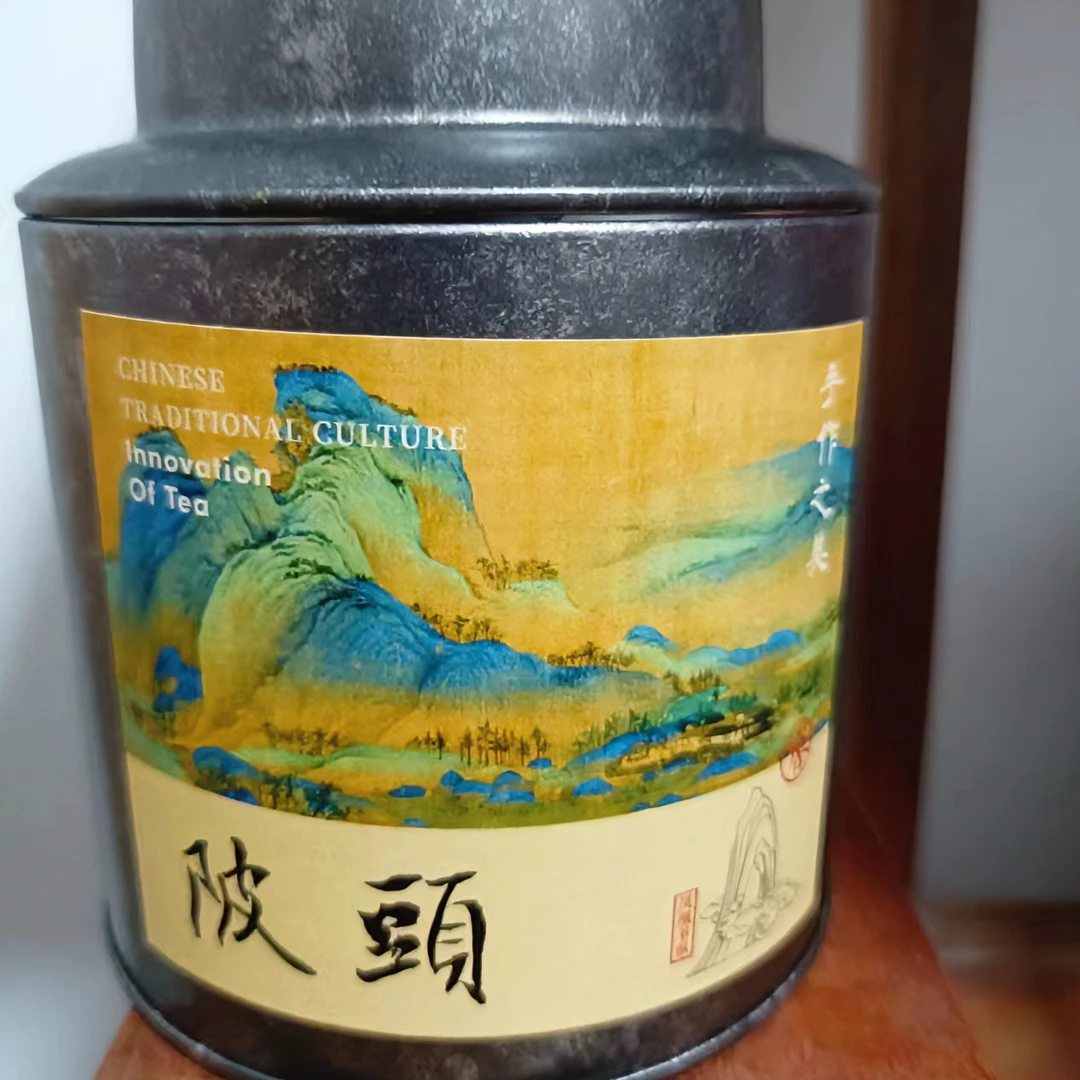 CHINESE
TRADITIONAL CULTURE
Innovation
Of Tea
手作之美
陂頭